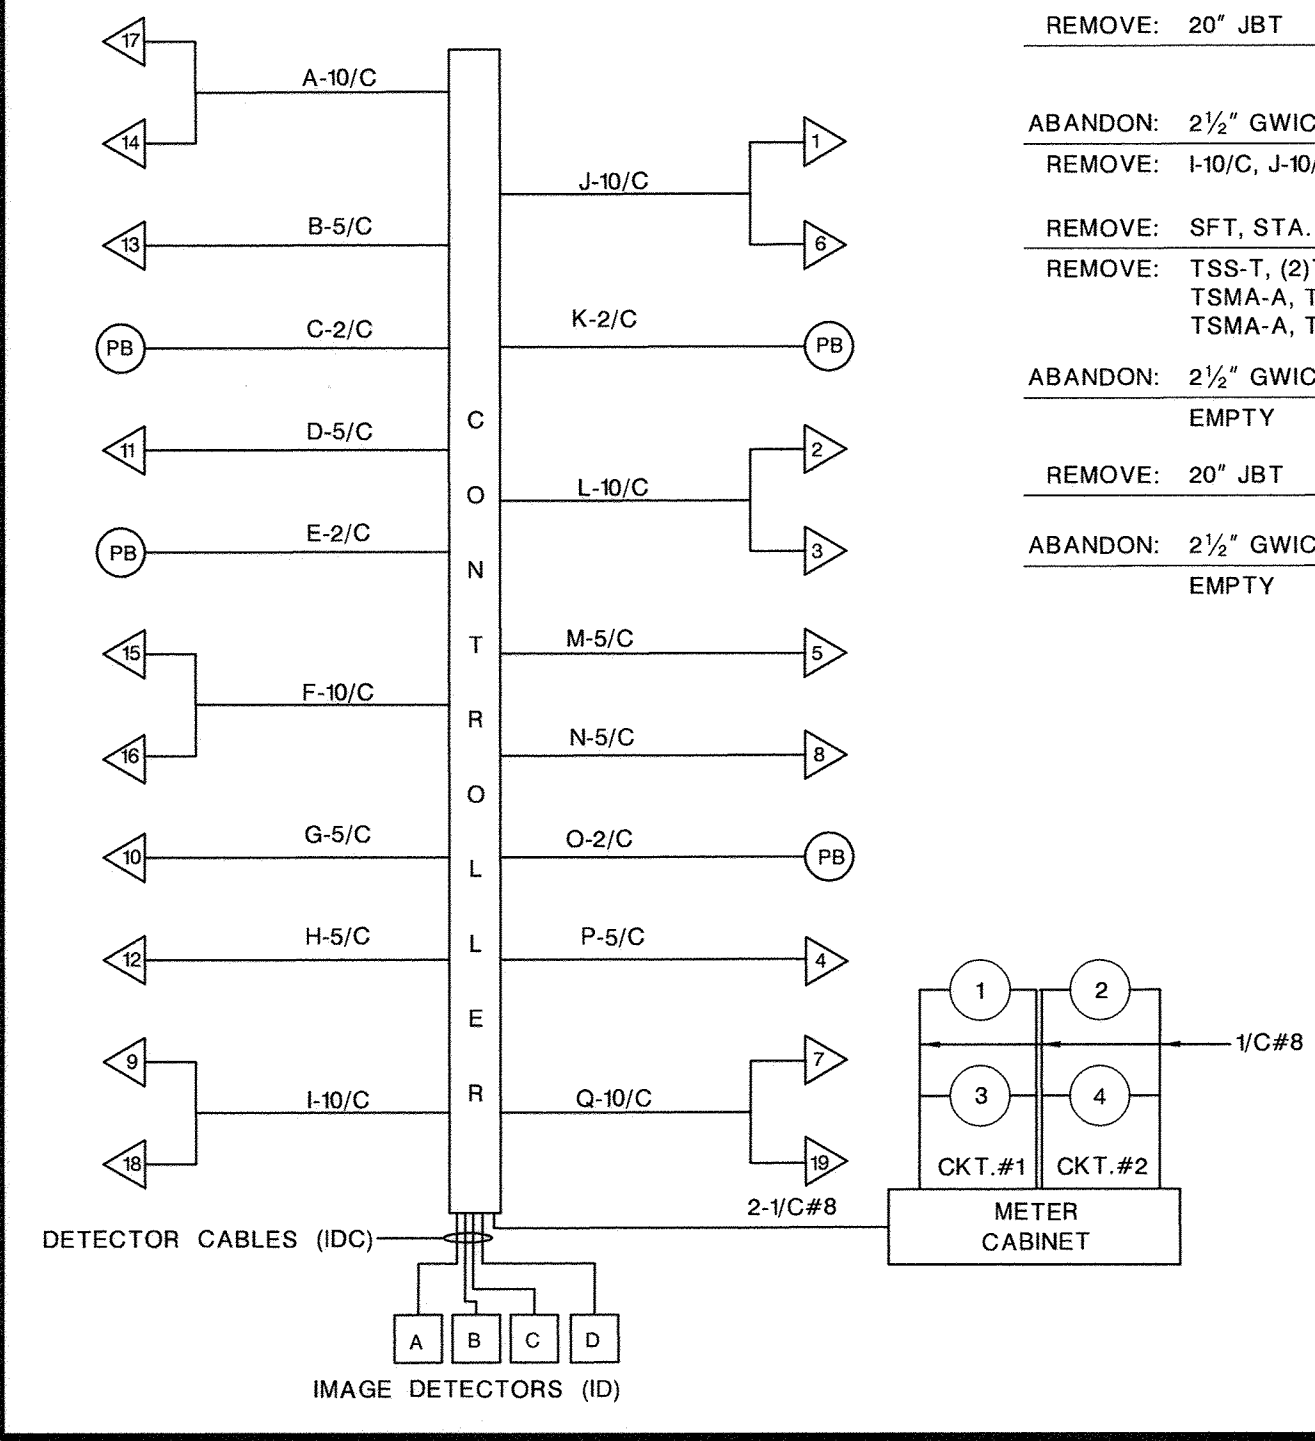 17
A-10/C
14
B-5/C
13
C-2/C
PB
D-5/C
11
E-2/C
PB
15
F-10/C
16
G-5/C
10
H-5/C
12
9
I-10/C
18
CONTROLLER
1
J-10/C
6
K-2/C
PB
2
L-10/C
3
M-5/C
5
N-5/C
8
O-2/C
PB
P-5/C
4
7
Q-10/C
19
2-1/C#8
DETECTOR CABLES (IDC)
A B C D
IMAGE DETECTORS (ID)
1 2
1/C#8
3 4
CKT.#1 CKT.#2
METER
CABINET
REMOVE: 20" JBT
ABANDON: 2½" GWIC
REMOVE: I-10/C, J-10/
REMOVE: SFT, STA.
REMOVE: TSS-T, (2)
TSMA-A, T
TSMA-A, T
ABANDON: 2½" GWIC
EMPTY
REMOVE: 20" JBT
ABANDON: 2½" GWIC
EMPTY